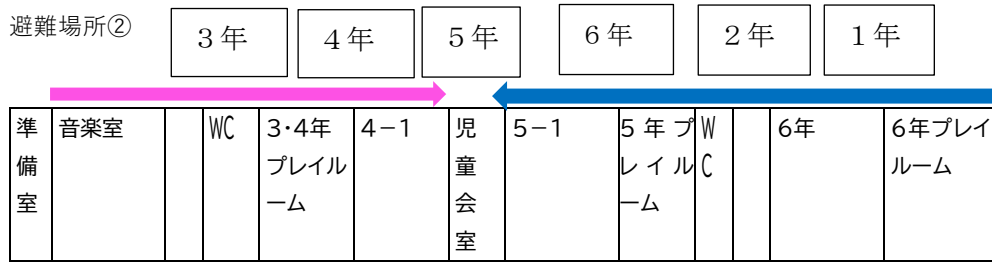 避難場所②
３年
４年
５年
６年
２年
１年
準備室
音楽室
WC
3・4年
プレイル
ーム
4－1
児童会室
5－1
5年プ
レイル
ーム
WC
6年
6年プレイ
ルーム